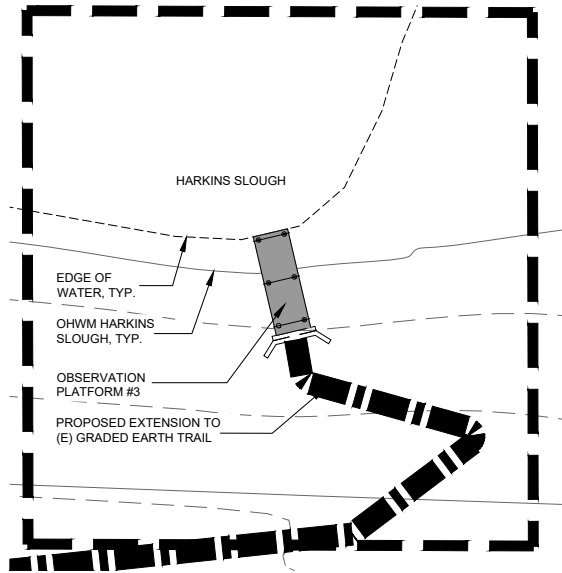 HARKINS SLOUGH
EDGE OF
WATER, TYP.
OHWM HARKINS
SLOUGH, TYP.
OBSERVATION
PLATFORM #3
PROPOSED EXTENSION TO
(E) GRADED EARTH TRAIL